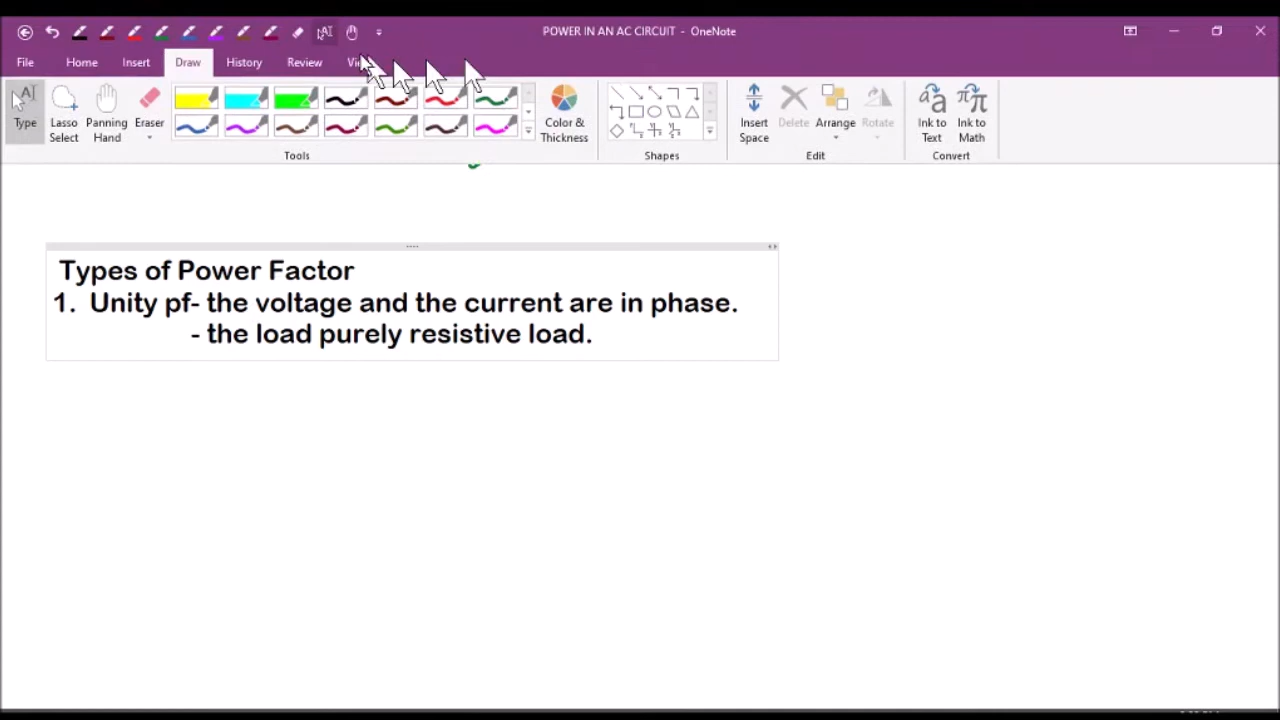 POWER IN AN AC CIRCUIT - OneNote
File Home Insert Draw History Review
Type
Lasso Select
Panning Hand
Eraser
Color & Thickness
Insert Space
Delete
Arrange
Rotate
Ink to Text
Ink to Math
Tools Shapes Edit Convert
Types of Power Factor
1. Unity pf- the voltage and the current are in phase.
- the load purely resistive load.